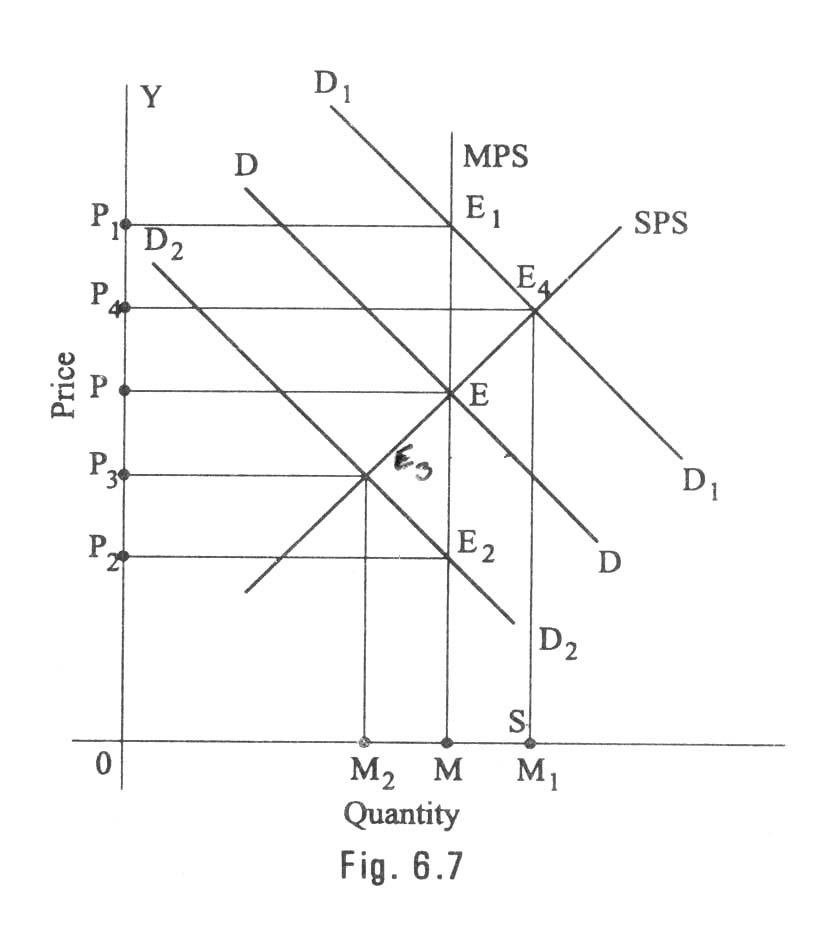 D1
Y
MPS
D
P1
E1
SPS
D2
E4
P4
Price
P
E
E3
P3
D1
P2
E2
D
D2
S
0
M2
M
M1
Quantity
Fig. 6.7